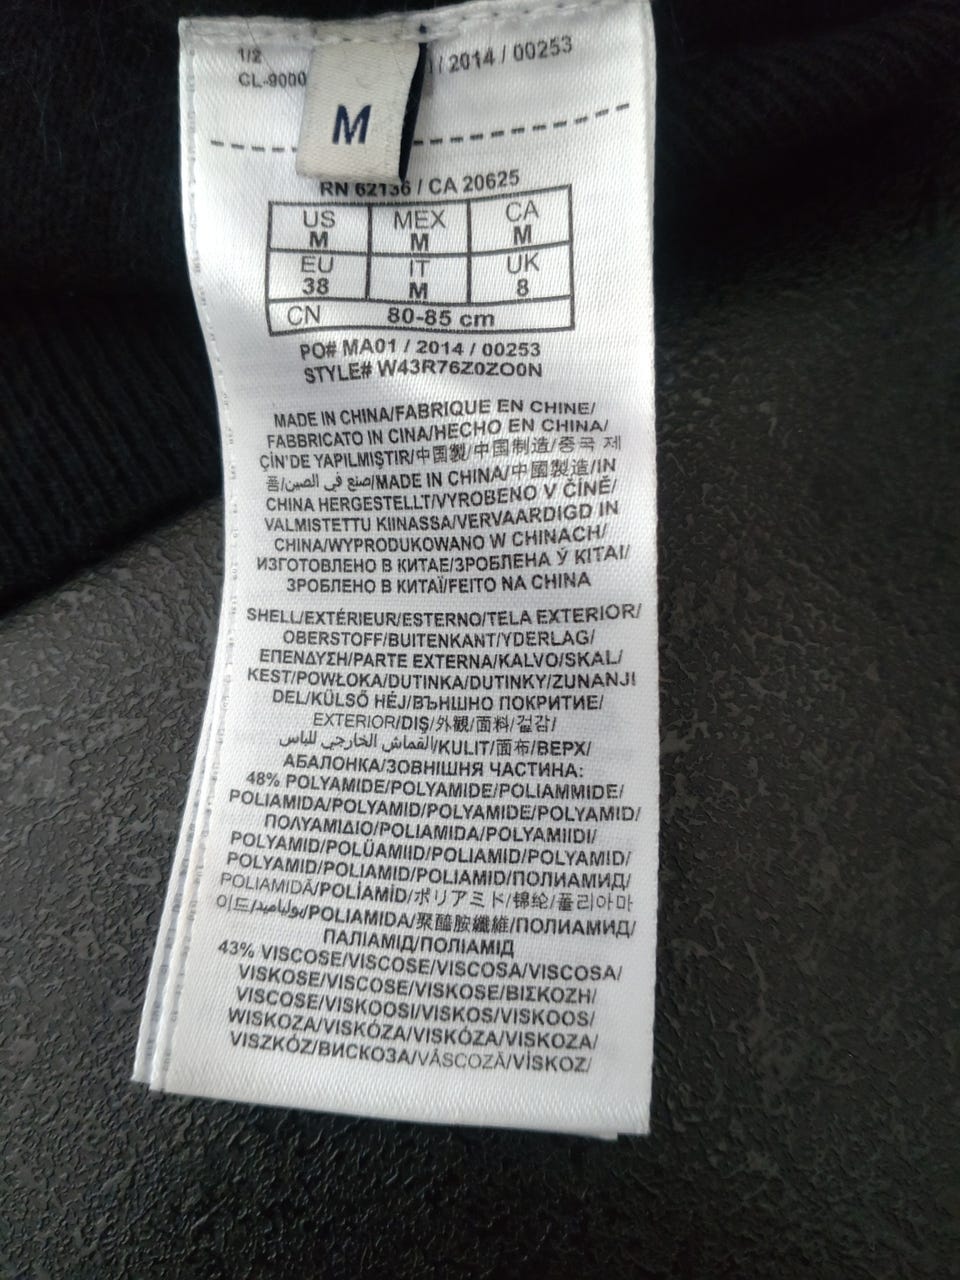 1/2
/ 2014 / 00253
CL-9000
M
RN 62136 / CA 20625
US MEX CA
M M M
EU IT UK
38 M 8
CN 80-85 cm
PO# MA01 / 2014 / 00253
STYLE# W43R76Z0ZO0N
MADE IN CHINA/FABRIQUE EN CHINE/
FABBRICATO IN CINA/HECHO EN CHINA/
ÇİN'DE YAPILMIŞTIR/中国製/中国制造/중국 제
품/صنع في الصين/MADE IN CHINA/中國製造/IN
CHINA HERGESTELLT/VYROBENO V ČÍNĚ/
VALMISTETTU KIINASSA/VERVAARDIGD IN
CHINA/WYPRODUKOWANO W CHINACH/
ИЗГОТОВЛЕНО В КИТАЕ/ЗРОБЛЕНА Ў КІТАІ/
ЗРОБЛЕНО В КИТАЇ/FEITO NA CHINA
SHELL/EXTÉRIEUR/ESTERNO/TELA EXTERIOR/
OBERSTOFF/BUITENKANT/YDERLAG/
ΕΠΕΝΔΥΣΗ/PARTE EXTERNA/KALVO/SKAL/
KEST/POWŁOKA/DUTINKA/DUTINKY/ZUNANJI
DEL/KÜLSŐ HÉJ/ВЪНШНО ПОКРИТИЕ/
EXTERIOR/DIŞ/外観/面料/겉감/
القماش الخارجي للباس/KULIT/面布/ВЕРХ/
АБАЛОНКА/ЗОВНІШНЯ ЧАСТИНА:
48% POLYAMIDE/POLYAMIDE/POLIAMMIDE/
POLIAMIDA/POLYAMID/POLYAMIDE/POLYAMID/
ΠΟΛΥΑΜΙΔΙΟ/POLIAMIDA/POLYAMIIDI/
POLYAMID/POLÜAMIID/POLIAMID/POLYAMID/
POLYAMID/POLIAMID/POLIAMID/ПОЛИАМИД/
POLIAMIDĂ/POLİAMİD/ポリアミド/锦纶/폴리아마
이드/بولياميد/POLIAMIDA/聚醯胺纖維/ПОЛИАМИД/
ПАЛІАМІД/ПОЛІАМІД
43% VISCOSE/VISCOSE/VISCOSA/VISCOSA/
VISKOSE/VISCOSE/VISKOSE/ΒΙΣΚΟΖΗ/
VISCOSE/VISKOOSI/VISKOS/VISKOOS/
WISKOZA/VISKÓZA/VISKÓZA/VISKOZA/
VISZKÓZ/ВИСКОЗА/VÂSCOZĂ/VİSKOZ/